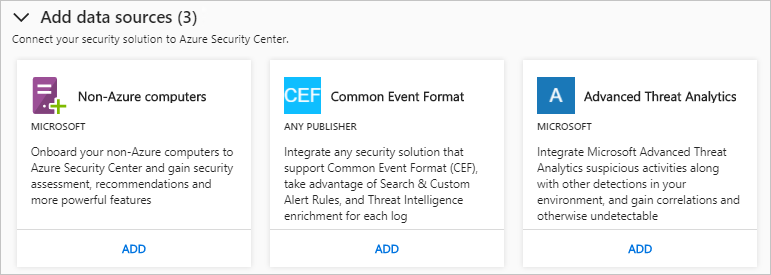 Add data sources (3)
Connect your security solution to Azure Security Center.
Non-Azure computers
MICROSOFT
Onboard your non-Azure computers to
Azure Security Center and gain security
assessment, recommendations and
more powerful features
ADD
CEF
Common Event Format
ANY PUBLISHER
Integrate any security solution that
support Common Event Format (CEF),
take advantage of Search & Custom
Alert Rules, and Threat Intelligence
enrichment for each log
ADD
A
Advanced Threat Analytics
MICROSOFT
Integrate Microsoft Advanced Threat
Analytics suspicious activities along
with other detections in your
environment, and gain correlations and
otherwise undetectable
ADD